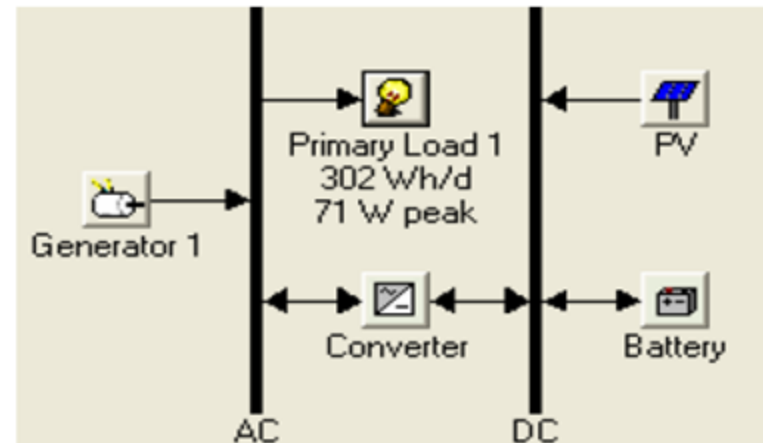 Primary Load 1
302 Wh/d
71 W peak
PV
Generator 1
Converter
Battery
AC
DC